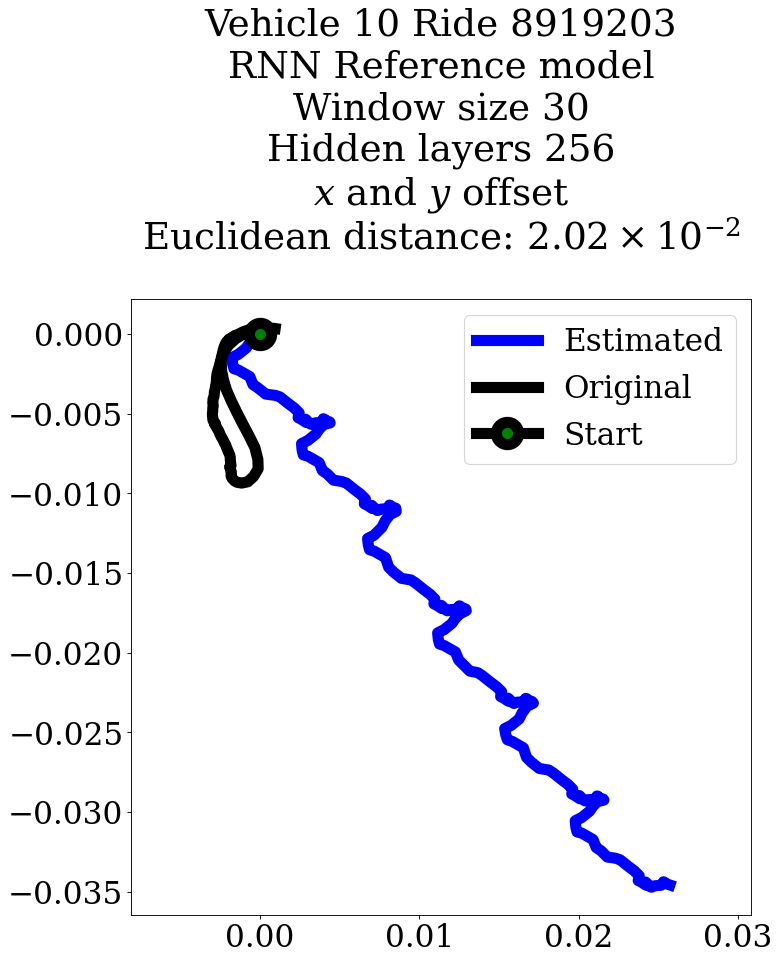 Vehicle 10 Ride 8919203
RNN Reference model
Window size 30
Hidden layers 256
x and y offset
Euclidean distance: 2.02 × 10⁻²
Estimated
Original
Start
0.000
−0.005
−0.010
−0.015
−0.020
−0.025
−0.030
−0.035
0.00 0.01 0.02 0.03